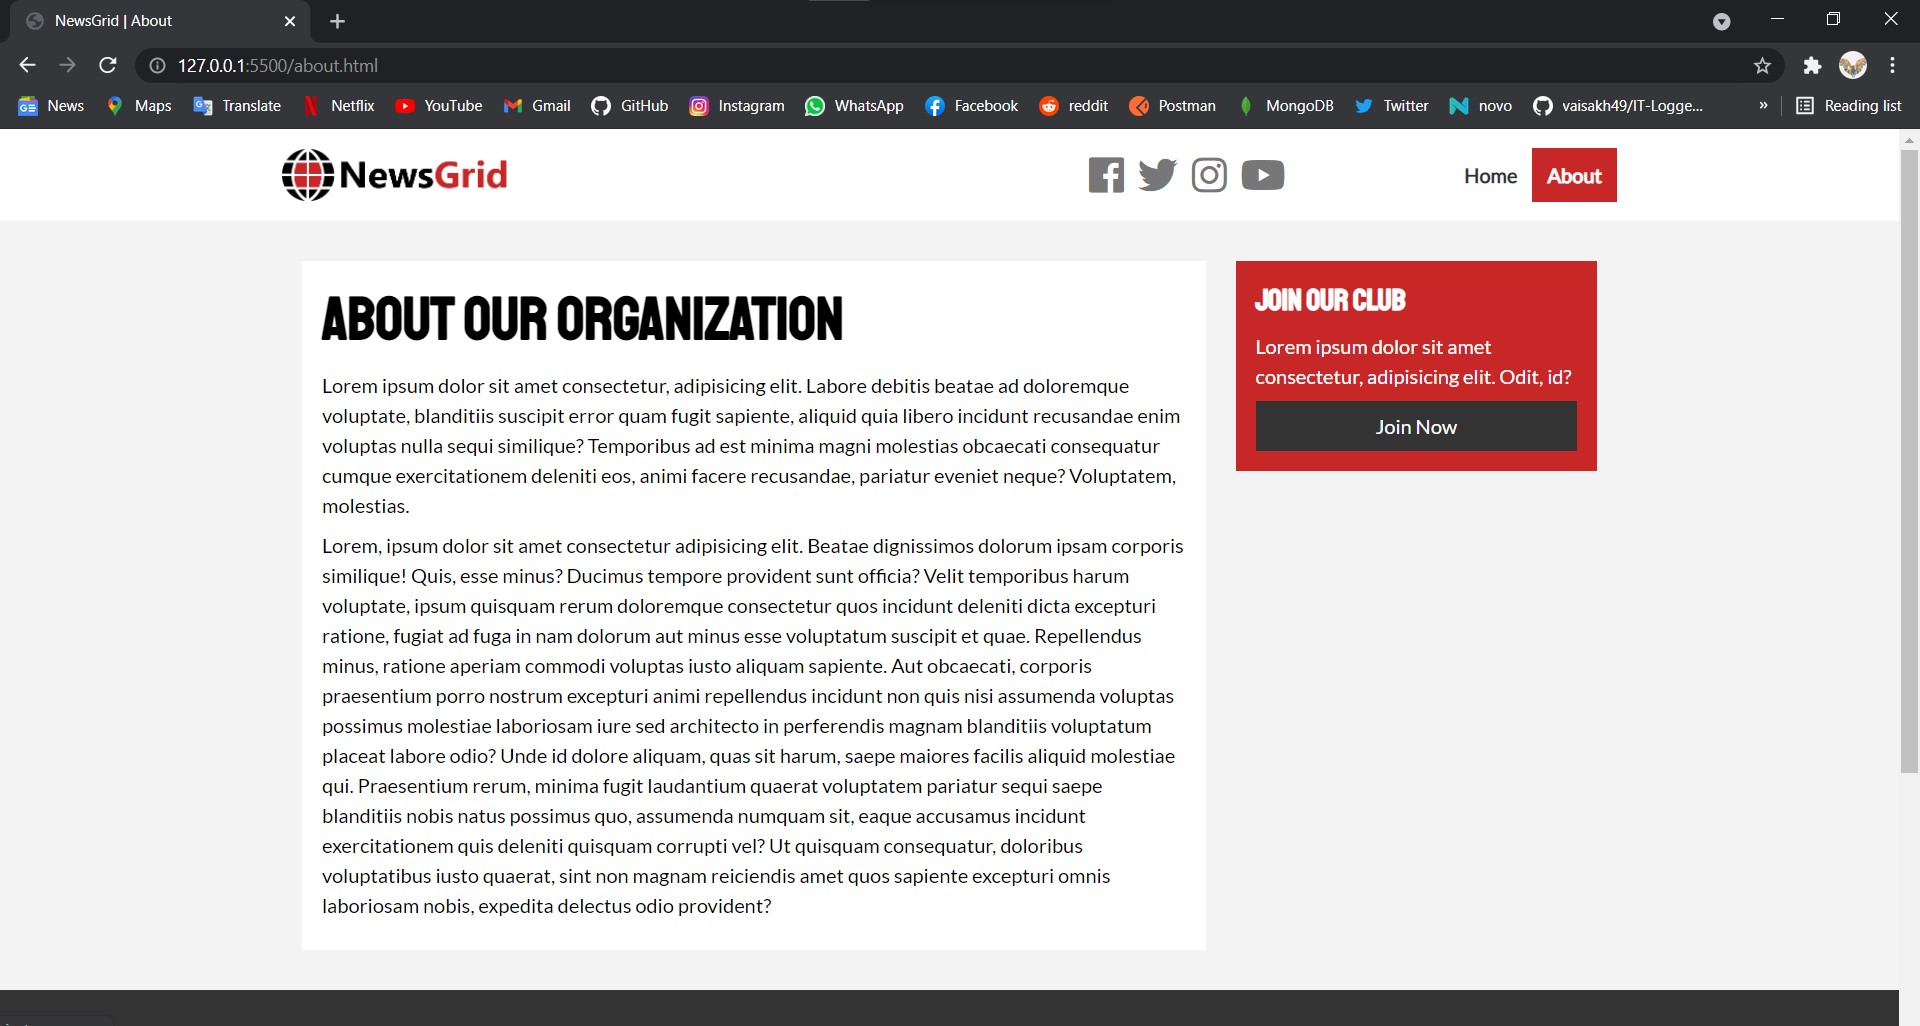 NewsGrid | About
127.0.0.1:5500/about.html
News Maps Translate Netflix YouTube Gmail GitHub Instagram WhatsApp Facebook reddit Postman MongoDB Twitter novo vaisakh49/IT-Logge... » Reading list
NewsGrid
Home About
ABOUT OUR ORGANIZATION
Lorem ipsum dolor sit amet consectetur, adipisicing elit. Labore debitis beatae ad doloremque
voluptate, blanditiis suscipit error quam fugit sapiente, aliquid quia libero incidunt recusandae enim
voluptas nulla sequi similique? Temporibus ad est minima magni molestias obcaecati consequatur
cumque exercitationem deleniti eos, animi facere recusandae, pariatur eveniet neque? Voluptatem,
molestias.
Lorem, ipsum dolor sit amet consectetur adipisicing elit. Beatae dignissimos dolorum ipsam corporis
similique! Quis, esse minus? Ducimus tempore provident sunt officia? Velit temporibus harum
voluptate, ipsum quisquam rerum doloremque consectetur quos incidunt deleniti dicta excepturi
ratione, fugiat ad fuga in nam dolorum aut minus esse voluptatum suscipit et quae. Repellendus
minus, ratione aperiam commodi voluptas iusto aliquam sapiente. Aut obcaecati, corporis
praesentium porro nostrum excepturi animi repellendus incidunt non quis nisi assumenda voluptas
possimus molestiae laboriosam iure sed architecto in perferendis magnam blanditiis voluptatum
placeat labore odio? Unde id dolore aliquam, quas sit harum, saepe maiores facilis aliquid molestiae
qui. Praesentium rerum, minima fugit laudantium quaerat voluptatem pariatur sequi saepe
blanditiis nobis natus possimus quo, assumenda numquam sit, eaque accusamus incidunt
exercitationem quis deleniti quisquam corrupti vel? Ut quisquam consequatur, doloribus
voluptatibus iusto quaerat, sint non magnam reiciendis amet quos sapiente excepturi omnis
laboriosam nobis, expedita delectus odio provident?
JOIN OUR CLUB
Lorem ipsum dolor sit amet
consectetur, adipisicing elit. Odit, id?
Join Now